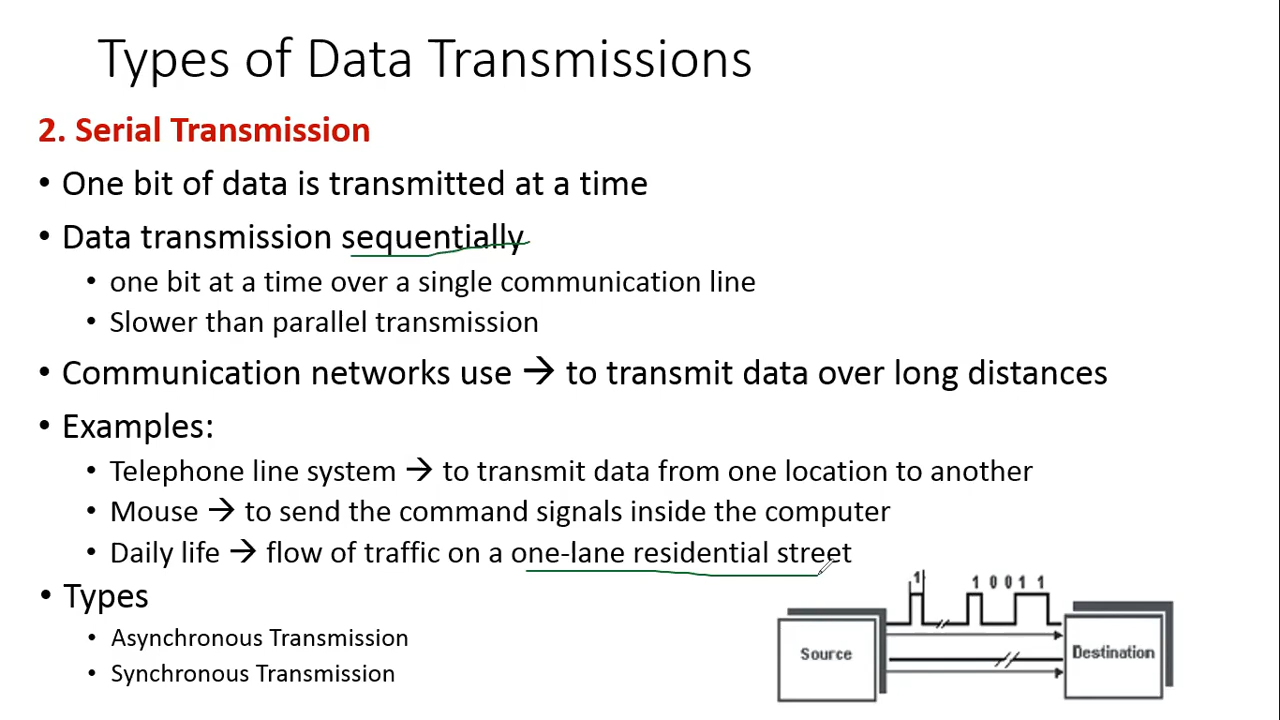 Types of Data Transmissions
2. Serial Transmission
• One bit of data is transmitted at a time
• Data transmission sequentially
• one bit at a time over a single communication line
• Slower than parallel transmission
• Communication networks use → to transmit data over long distances
• Examples:
• Telephone line system → to transmit data from one location to another
• Mouse → to send the command signals inside the computer
• Daily life → flow of traffic on a one-lane residential street
• Types
• Asynchronous Transmission
• Synchronous Transmission
1 1 0 0 1 1
Source
Destination